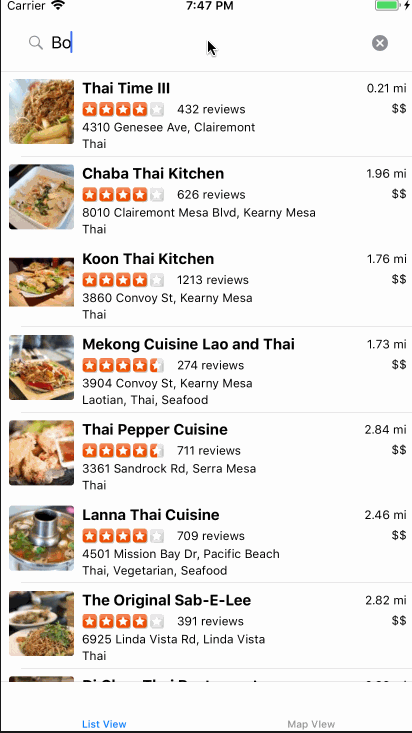 Carrier 7:47 PM
Bo
Thai Time III 0.21 mi
432 reviews $$
4310 Genesee Ave, Clairemont
Thai
Chaba Thai Kitchen 1.96 mi
626 reviews $$
8010 Clairemont Mesa Blvd, Kearny Mesa
Thai
Koon Thai Kitchen 1.76 mi
1213 reviews $$
3860 Convoy St, Kearny Mesa
Thai
Mekong Cuisine Lao and Thai 1.73 mi
274 reviews $$
3904 Convoy St, Kearny Mesa
Laotian, Thai, Seafood
Thai Pepper Cuisine 2.84 mi
711 reviews $$
3361 Sandrock Rd, Serra Mesa
Thai
Lanna Thai Cuisine 2.46 mi
709 reviews $$
4501 Mission Bay Dr, Pacific Beach
Thai, Vegetarian, Seafood
The Original Sab-E-Lee 2.82 mi
391 reviews $$
6925 Linda Vista Rd, Linda Vista
Thai
List View Map View